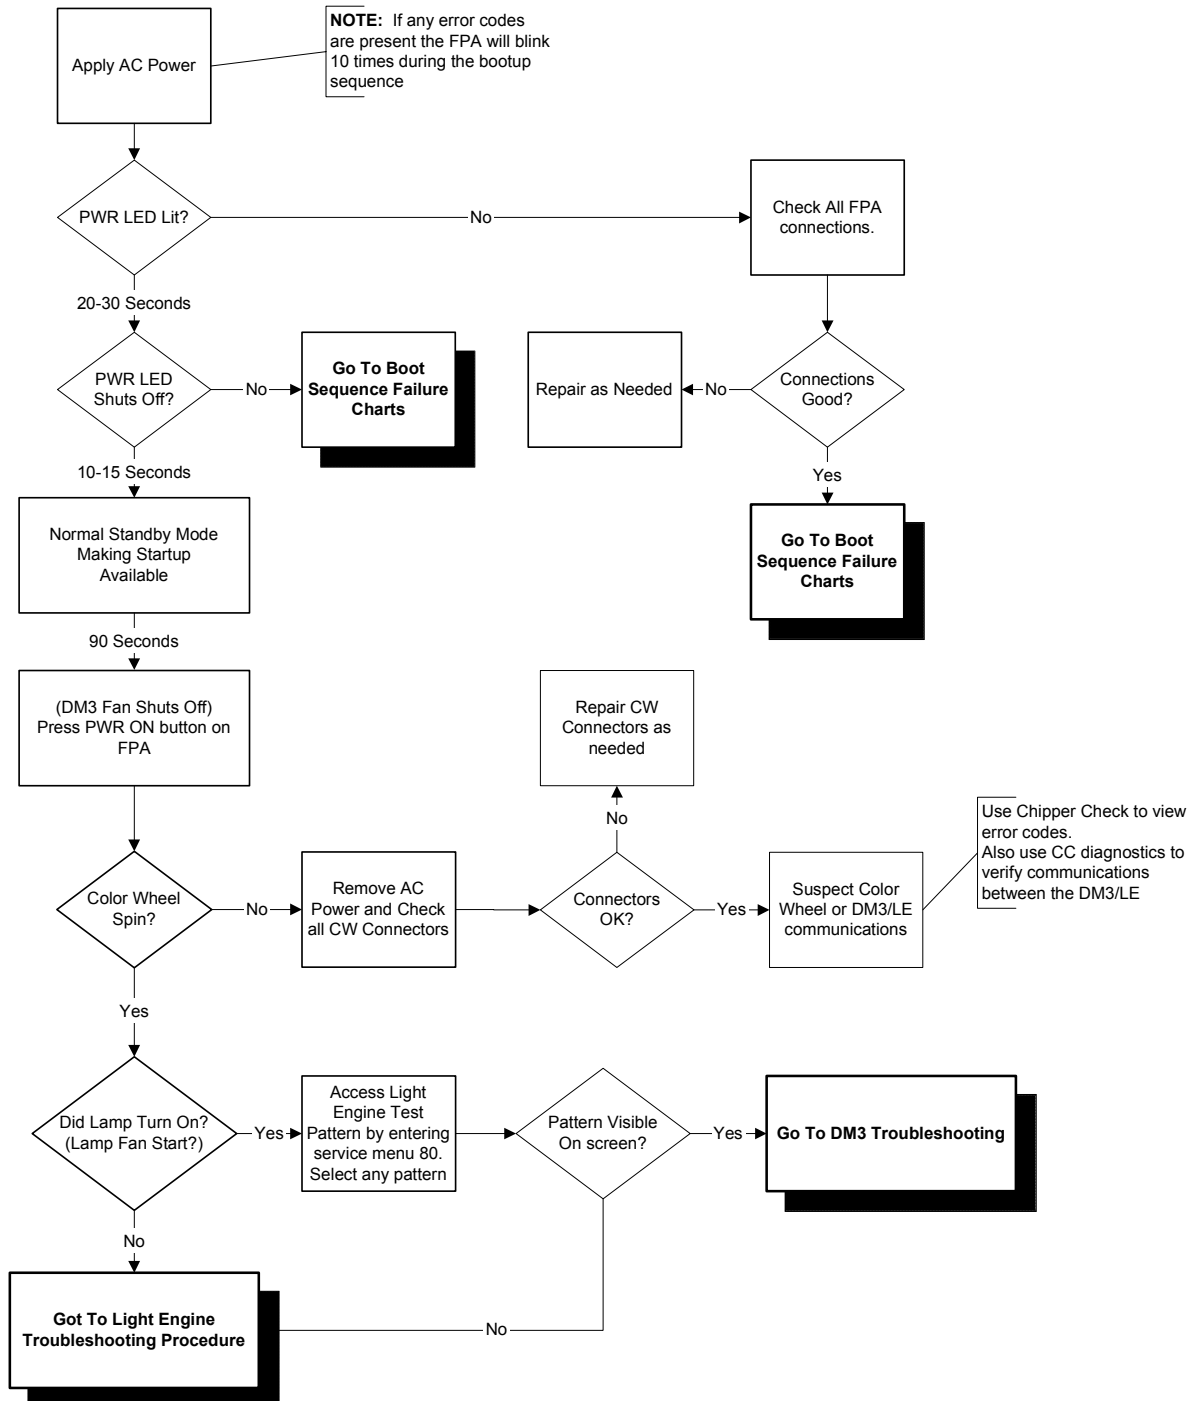 Apply AC Power
NOTE: If any error codes
are present the FPA will blink
10 times during the bootup
sequence
PWR LED Lit?
No
Check All FPA
connections.
20-30 Seconds
PWR LED
Shuts Off?
No
Go To Boot
Sequence Failure
Charts
Repair as Needed
No
Connections
Good?
10-15 Seconds
Yes
Normal Standby Mode
Making Startup
Available
Go To Boot
Sequence Failure
Charts
90 Seconds
(DM3 Fan Shuts Off)
Press PWR ON button on
FPA
Repair CW
Connectors as
needed
No
Color Wheel
Spin?
No
Remove AC
Power and Check
all CW Connectors
Connectors
OK?
Yes
Suspect Color
Wheel or DM3/LE
communications
Use Chipper Check to view
error codes.
Also use CC diagnostics to
verify communications
between the DM3/LE
Yes
Did Lamp Turn On?
(Lamp Fan Start?)
Yes
Access Light
Engine Test
Pattern by entering
service menu 80.
Select any pattern
Pattern Visible
On screen?
Yes
Go To DM3 Troubleshooting
No
Got To Light Engine
Troubleshooting Procedure
No